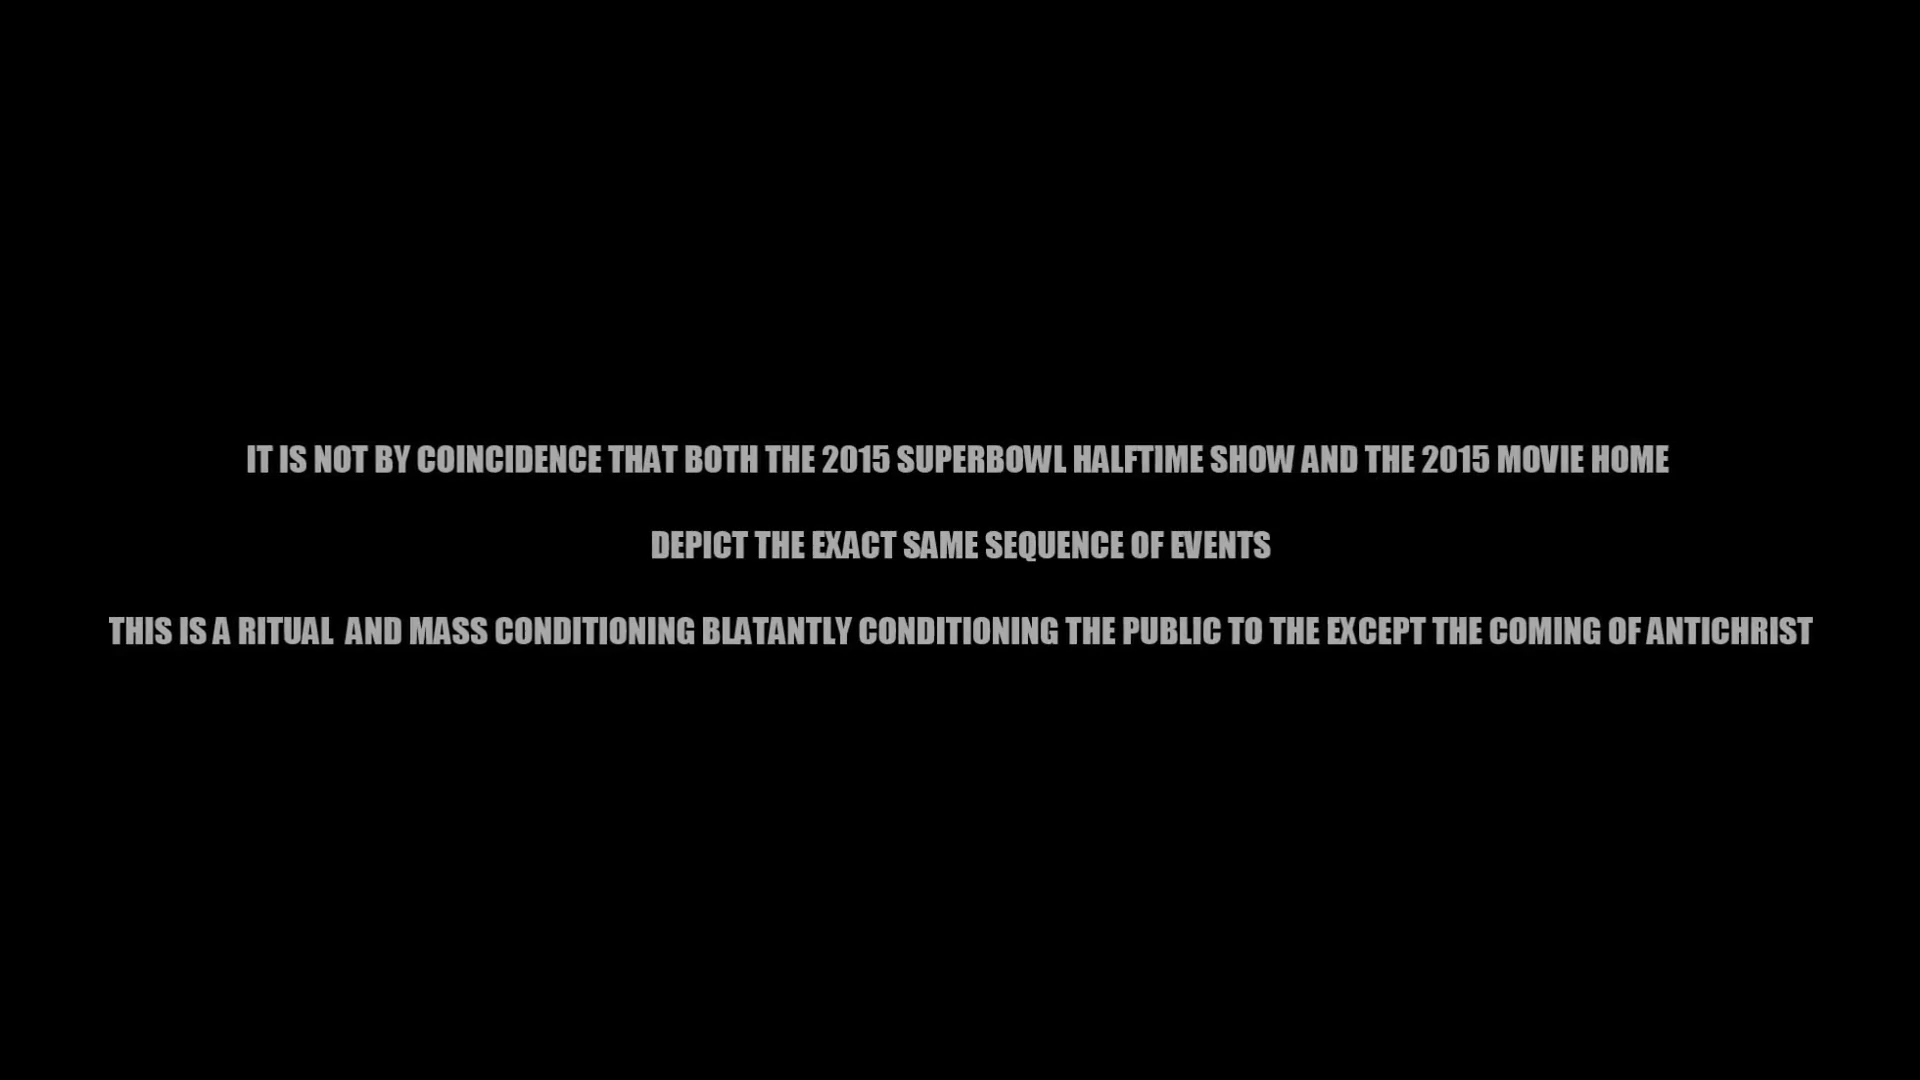 IT IS NOT BY COINCIDENCE THAT BOTH THE 2015 SUPERBOWL HALFTIME SHOW AND THE 2015 MOVIE HOME
DEPICT THE EXACT SAME SEQUENCE OF EVENTS
THIS IS A RITUAL  AND MASS CONDITIONING BLATANTLY CONDITIONING THE PUBLIC TO THE EXCEPT THE COMING OF ANTICHRIST